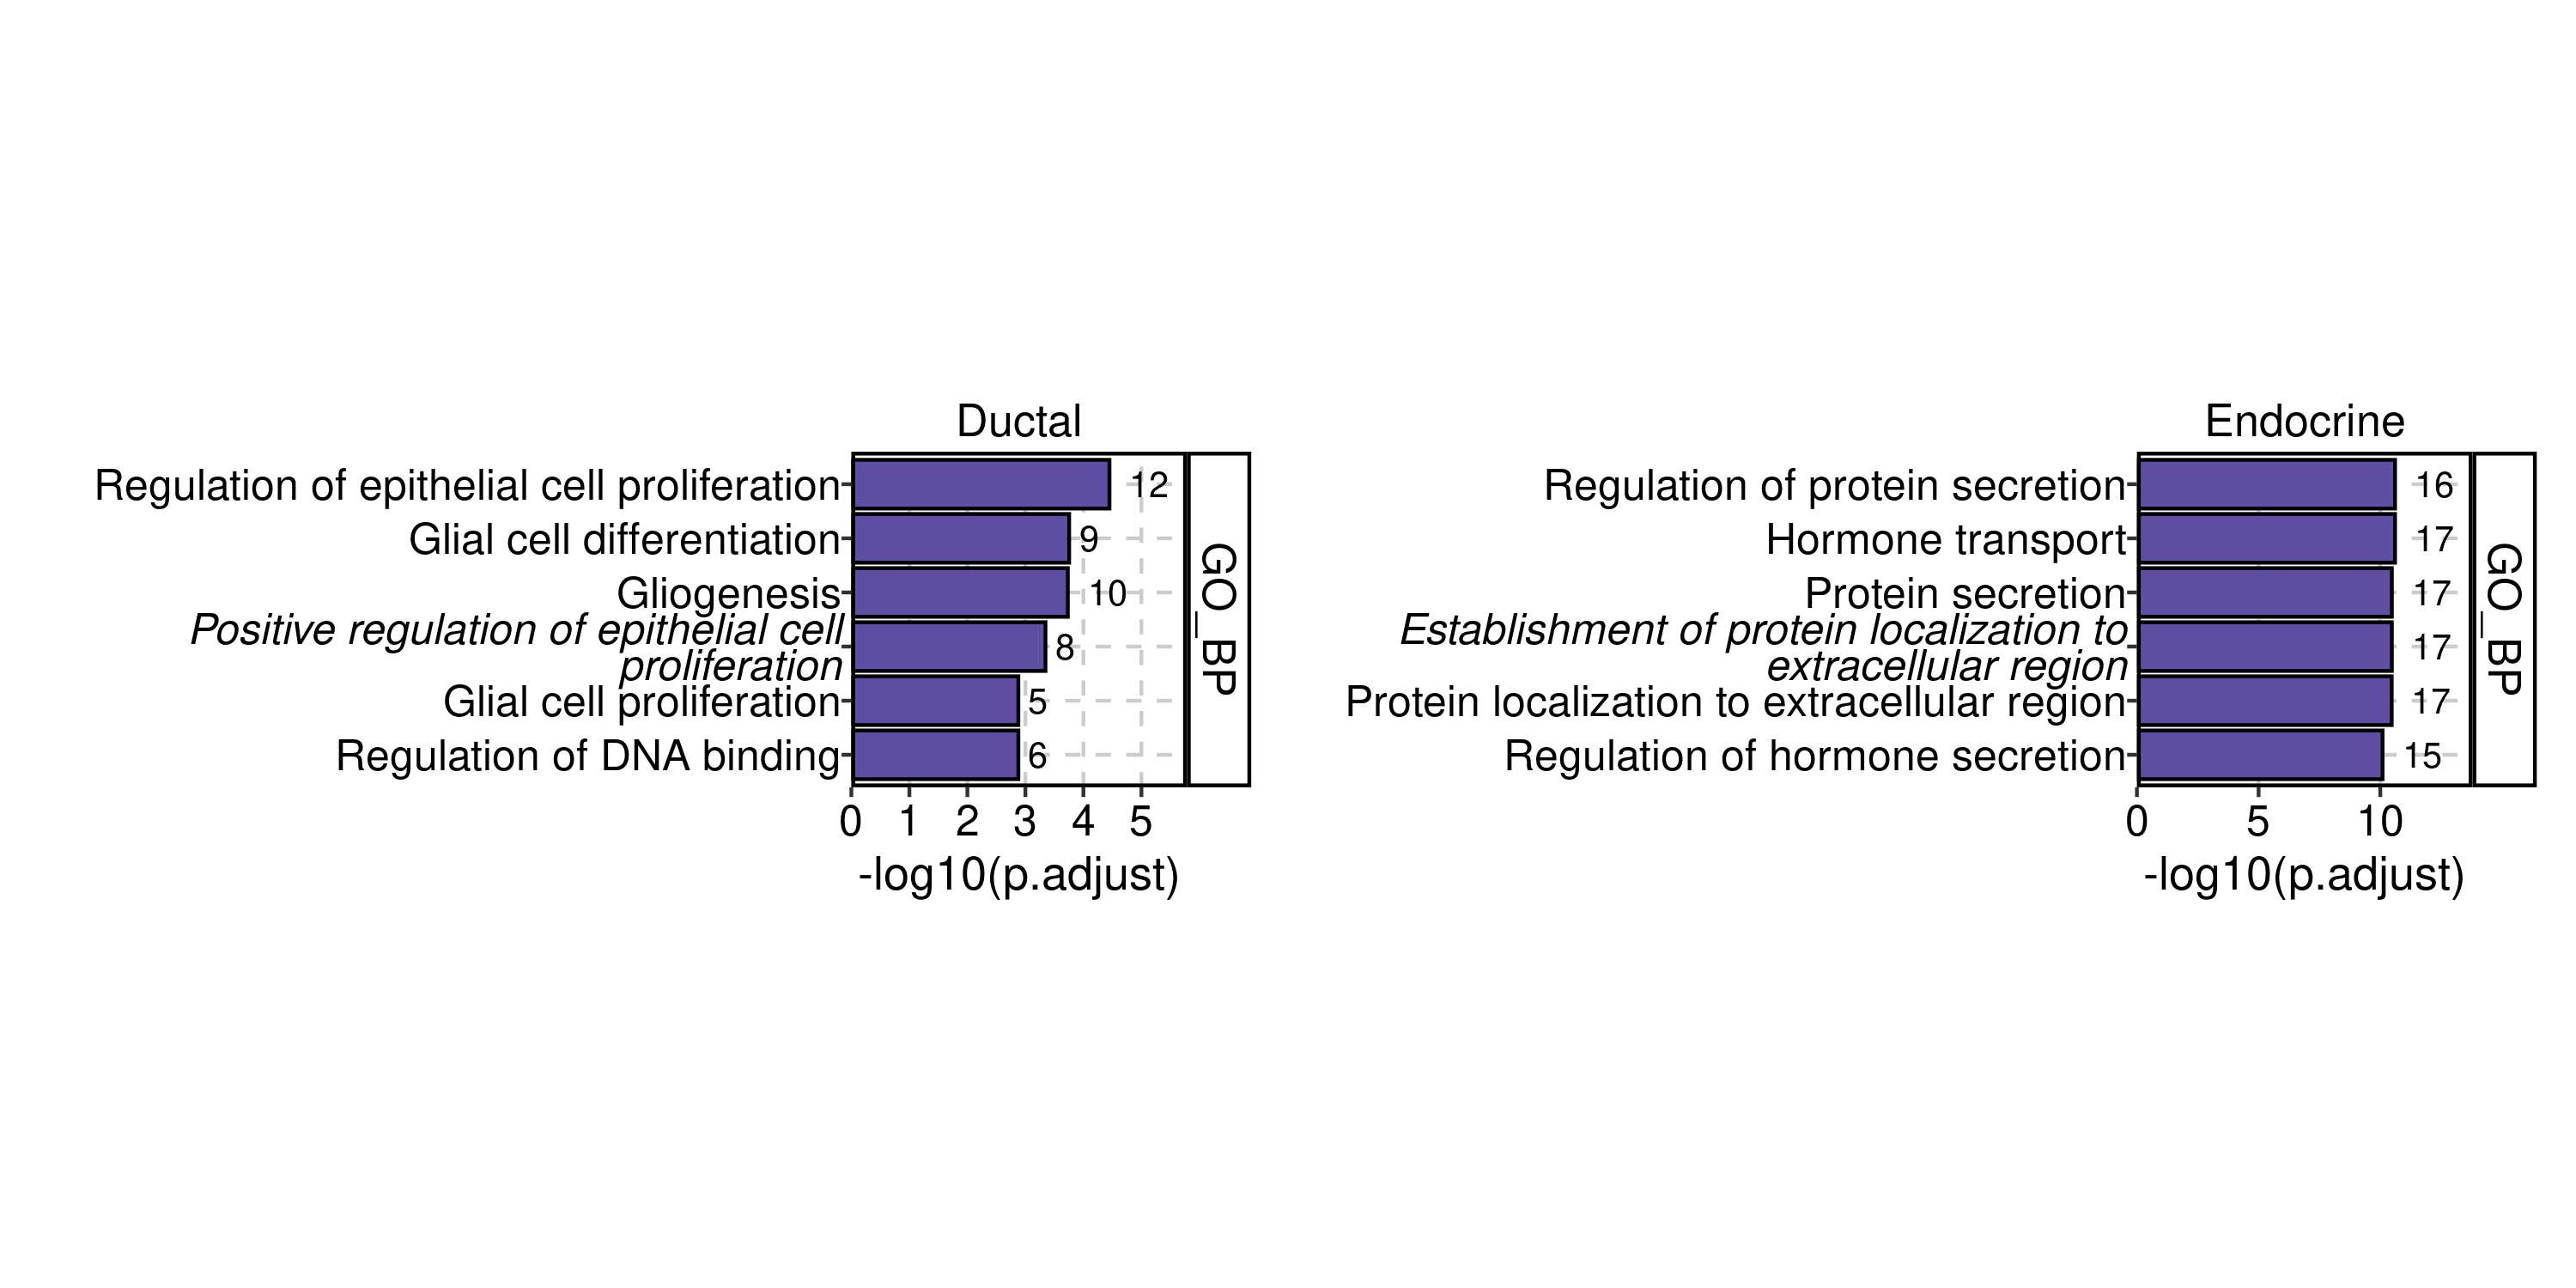 Ductal
Regulation of epithelial cell proliferation
12
Glial cell differentiation
9
Gliogenesis
10
Positive regulation of epithelial cell
proliferation
8
Glial cell proliferation
5
Regulation of DNA binding
6
GO_BP
0 1 2 3 4 5
-log10(p.adjust)
Endocrine
Regulation of protein secretion
16
Hormone transport
17
Protein secretion
17
Establishment of protein localization to
extracellular region
17
Protein localization to extracellular region
17
Regulation of hormone secretion
15
GO_BP
0 5 10
-log10(p.adjust)